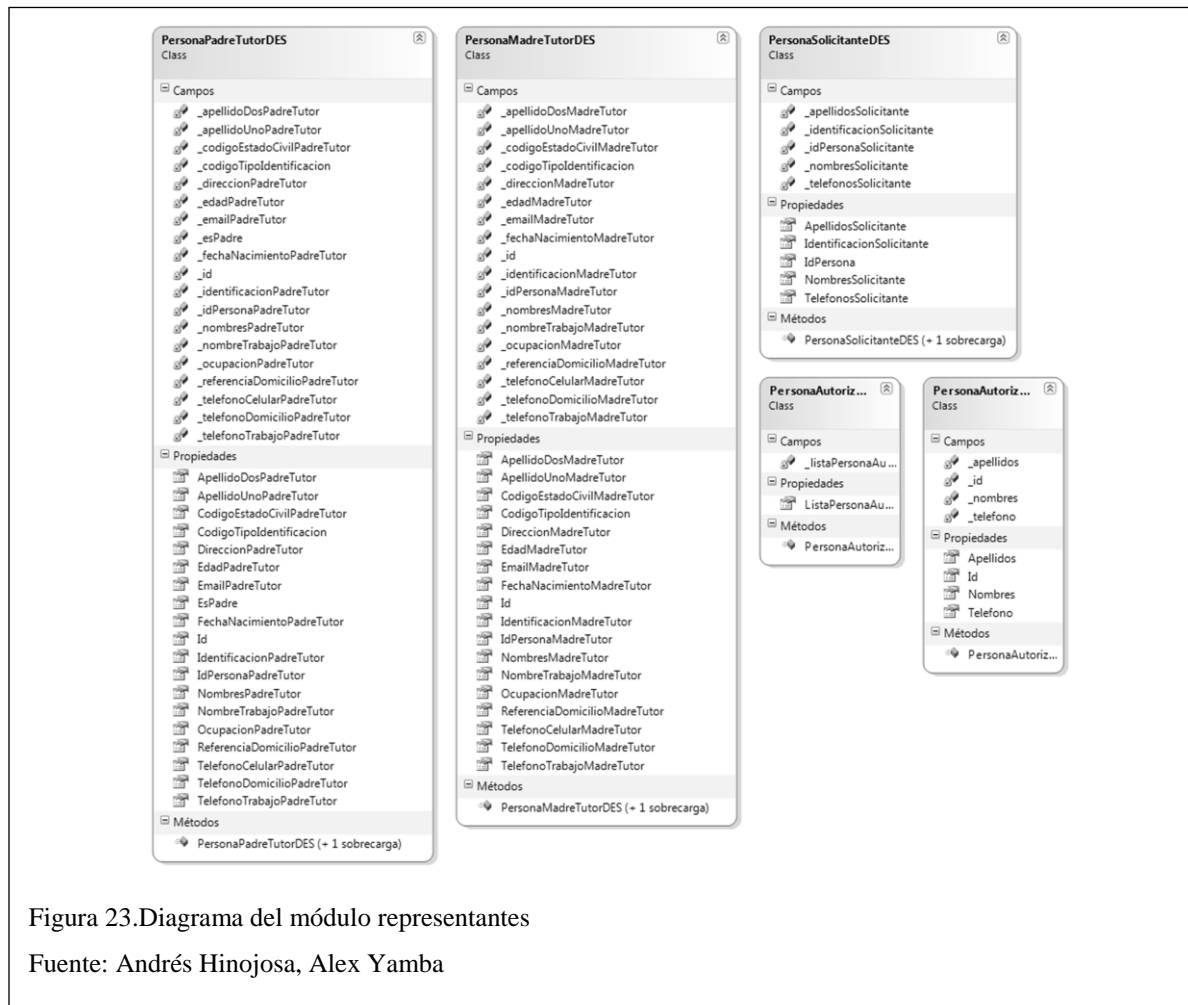 PersonaPadreTutorDES
Class
Campos
_apellidoDosPadreTutor
_apellidoUnoPadreTutor
_codigoEstadoCivilPadreTutor
_codigoTipoIdentificacion
_direccionPadreTutor
_edadPadreTutor
_emailPadreTutor
_esPadre
_fechaNacimientoPadreTutor
_id
_identificacionPadreTutor
_idPersonaPadreTutor
_nombresPadreTutor
_nombreTrabajoPadreTutor
_ocupacionPadreTutor
_referenciaDomicilioPadreTutor
_telefonoCelularPadreTutor
_telefonoDomicilioPadreTutor
_telefonoTrabajoPadreTutor
Propiedades
ApellidoDosPadreTutor
ApellidoUnoPadreTutor
CodigoEstadoCivilPadreTutor
CodigoTipoIdentificacion
DireccionPadreTutor
EdadPadreTutor
EmailPadreTutor
EsPadre
FechaNacimientoPadreTutor
Id
IdentificacionPadreTutor
IdPersonaPadreTutor
NombresPadreTutor
NombreTrabajoPadreTutor
OcupacionPadreTutor
ReferenciaDomicilioPadreTutor
TelefonoCelularPadreTutor
TelefonoDomicilioPadreTutor
TelefonoTrabajoPadreTutor
Métodos
PersonaPadreTutorDES (+ 1 sobrecarga)
PersonaMadreTutorDES
Class
Campos
_apellidoDosMadreTutor
_apellidoUnoMadreTutor
_codigoEstadoCivilMadreTutor
_codigoTipoIdentificacion
_direccionMadreTutor
_edadMadreTutor
_emailMadreTutor
_fechaNacimientoMadreTutor
_id
_identificacionMadreTutor
_idPersonaMadreTutor
_nombresMadreTutor
_nombreTrabajoMadreTutor
_ocupacionMadreTutor
_referenciaDomicilioMadreTutor
_telefonoCelularMadreTutor
_telefonoDomicilioMadreTutor
_telefonoTrabajoMadreTutor
Propiedades
ApellidoDosMadreTutor
ApellidoUnoMadreTutor
CodigoEstadoCivilMadreTutor
CodigoTipoIdentificacion
DireccionMadreTutor
EdadMadreTutor
EmailMadreTutor
FechaNacimientoMadreTutor
Id
IdentificacionMadreTutor
IdPersonaMadreTutor
NombresMadreTutor
NombreTrabajoMadreTutor
OcupacionMadreTutor
ReferenciaDomicilioMadreTutor
TelefonoCelularMadreTutor
TelefonoDomicilioMadreTutor
TelefonoTrabajoMadreTutor
Métodos
PersonaMadreTutorDES (+ 1 sobrecarga)
PersonaSolicitanteDES
Class
Campos
_apellidosSolicitante
_identificacionSolicitante
_idPersonaSolicitante
_nombresSolicitante
_telefonosSolicitante
Propiedades
ApellidosSolicitante
IdentificacionSolicitante
IdPersona
NombresSolicitante
TelefonosSolicitante
Métodos
PersonaSolicitanteDES (+ 1 sobrecarga)
PersonaAutoriz...
Class
Campos
_listaPersonaAu...
Propiedades
ListaPersonaAu...
Métodos
PersonaAutoriz...
PersonaAutoriz...
Class
Campos
_apellidos
_id
_nombres
_telefono
Propiedades
Apellidos
Id
Nombres
Telefono
Métodos
PersonaAutoriz...
Figura 23.Diagrama del módulo representantes
Fuente: Andrés Hinojosa, Alex Yamba